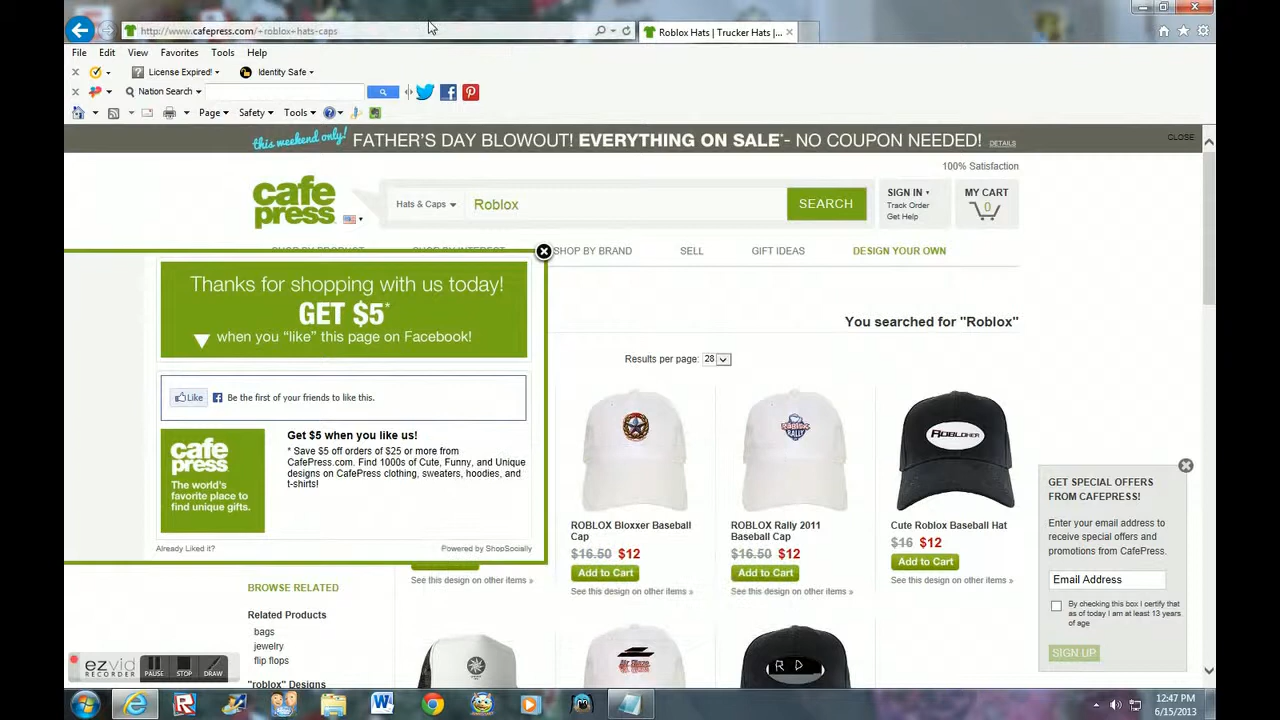 http://www.cafepress.com/+roblox+hats-caps
Roblox Hats | Trucker Hats |...
File Edit View Favorites Tools Help
License Expired! Identity Safe
Nation Search
Page Safety Tools
this weekend only! FATHER'S DAY BLOWOUT! EVERYTHING ON SALE* - NO COUPON NEEDED! DETAILS
CLOSE
100% Satisfaction
cafe
press
Hats & Caps Roblox SEARCH
SIGN IN
Track Order
Get Help
MY CART
0
SHOP BY PRODUCT SHOP BY INTEREST SHOP BY BRAND SELL GIFT IDEAS DESIGN YOUR OWN
Thanks for shopping with us today!
GET $5*
when you "like" this page on Facebook!
Like Be the first of your friends to like this.
cafe
press
The world's
favorite place to
find unique gifts.
Get $5 when you like us!
* Save $5 off orders of $25 or more from
CafePress.com. Find 1000s of Cute, Funny, and Unique
designs on CafePress clothing, sweaters, hoodies, and
t-shirts!
Already Liked it? Powered by ShopSocially
You searched for "Roblox"
Results per page: 28
ROBLOX RALLY
ROBLOXER
ROBLOX Bloxxer Baseball
Cap
$16.50 $12
Add to Cart
See this design on other items »
ROBLOX Rally 2011
Baseball Cap
$16.50 $12
Add to Cart
See this design on other items »
Cute Roblox Baseball Hat
$16 $12
Add to Cart
See this design on other items »
See this design on other items »
BROWSE RELATED
Related Products
bags
jewelry
flip flops
"roblox" Designs
R D
GET SPECIAL OFFERS
FROM CAFEPRESS!
Enter your email address to
receive special offers and
promotions from CafePress.
Email Address
By checking this box I certify that
as of today I am at least 13 years
of age
SIGN UP
ezvid
RECORDER
PAUSE STOP DRAW
12:47 PM
6/15/2013